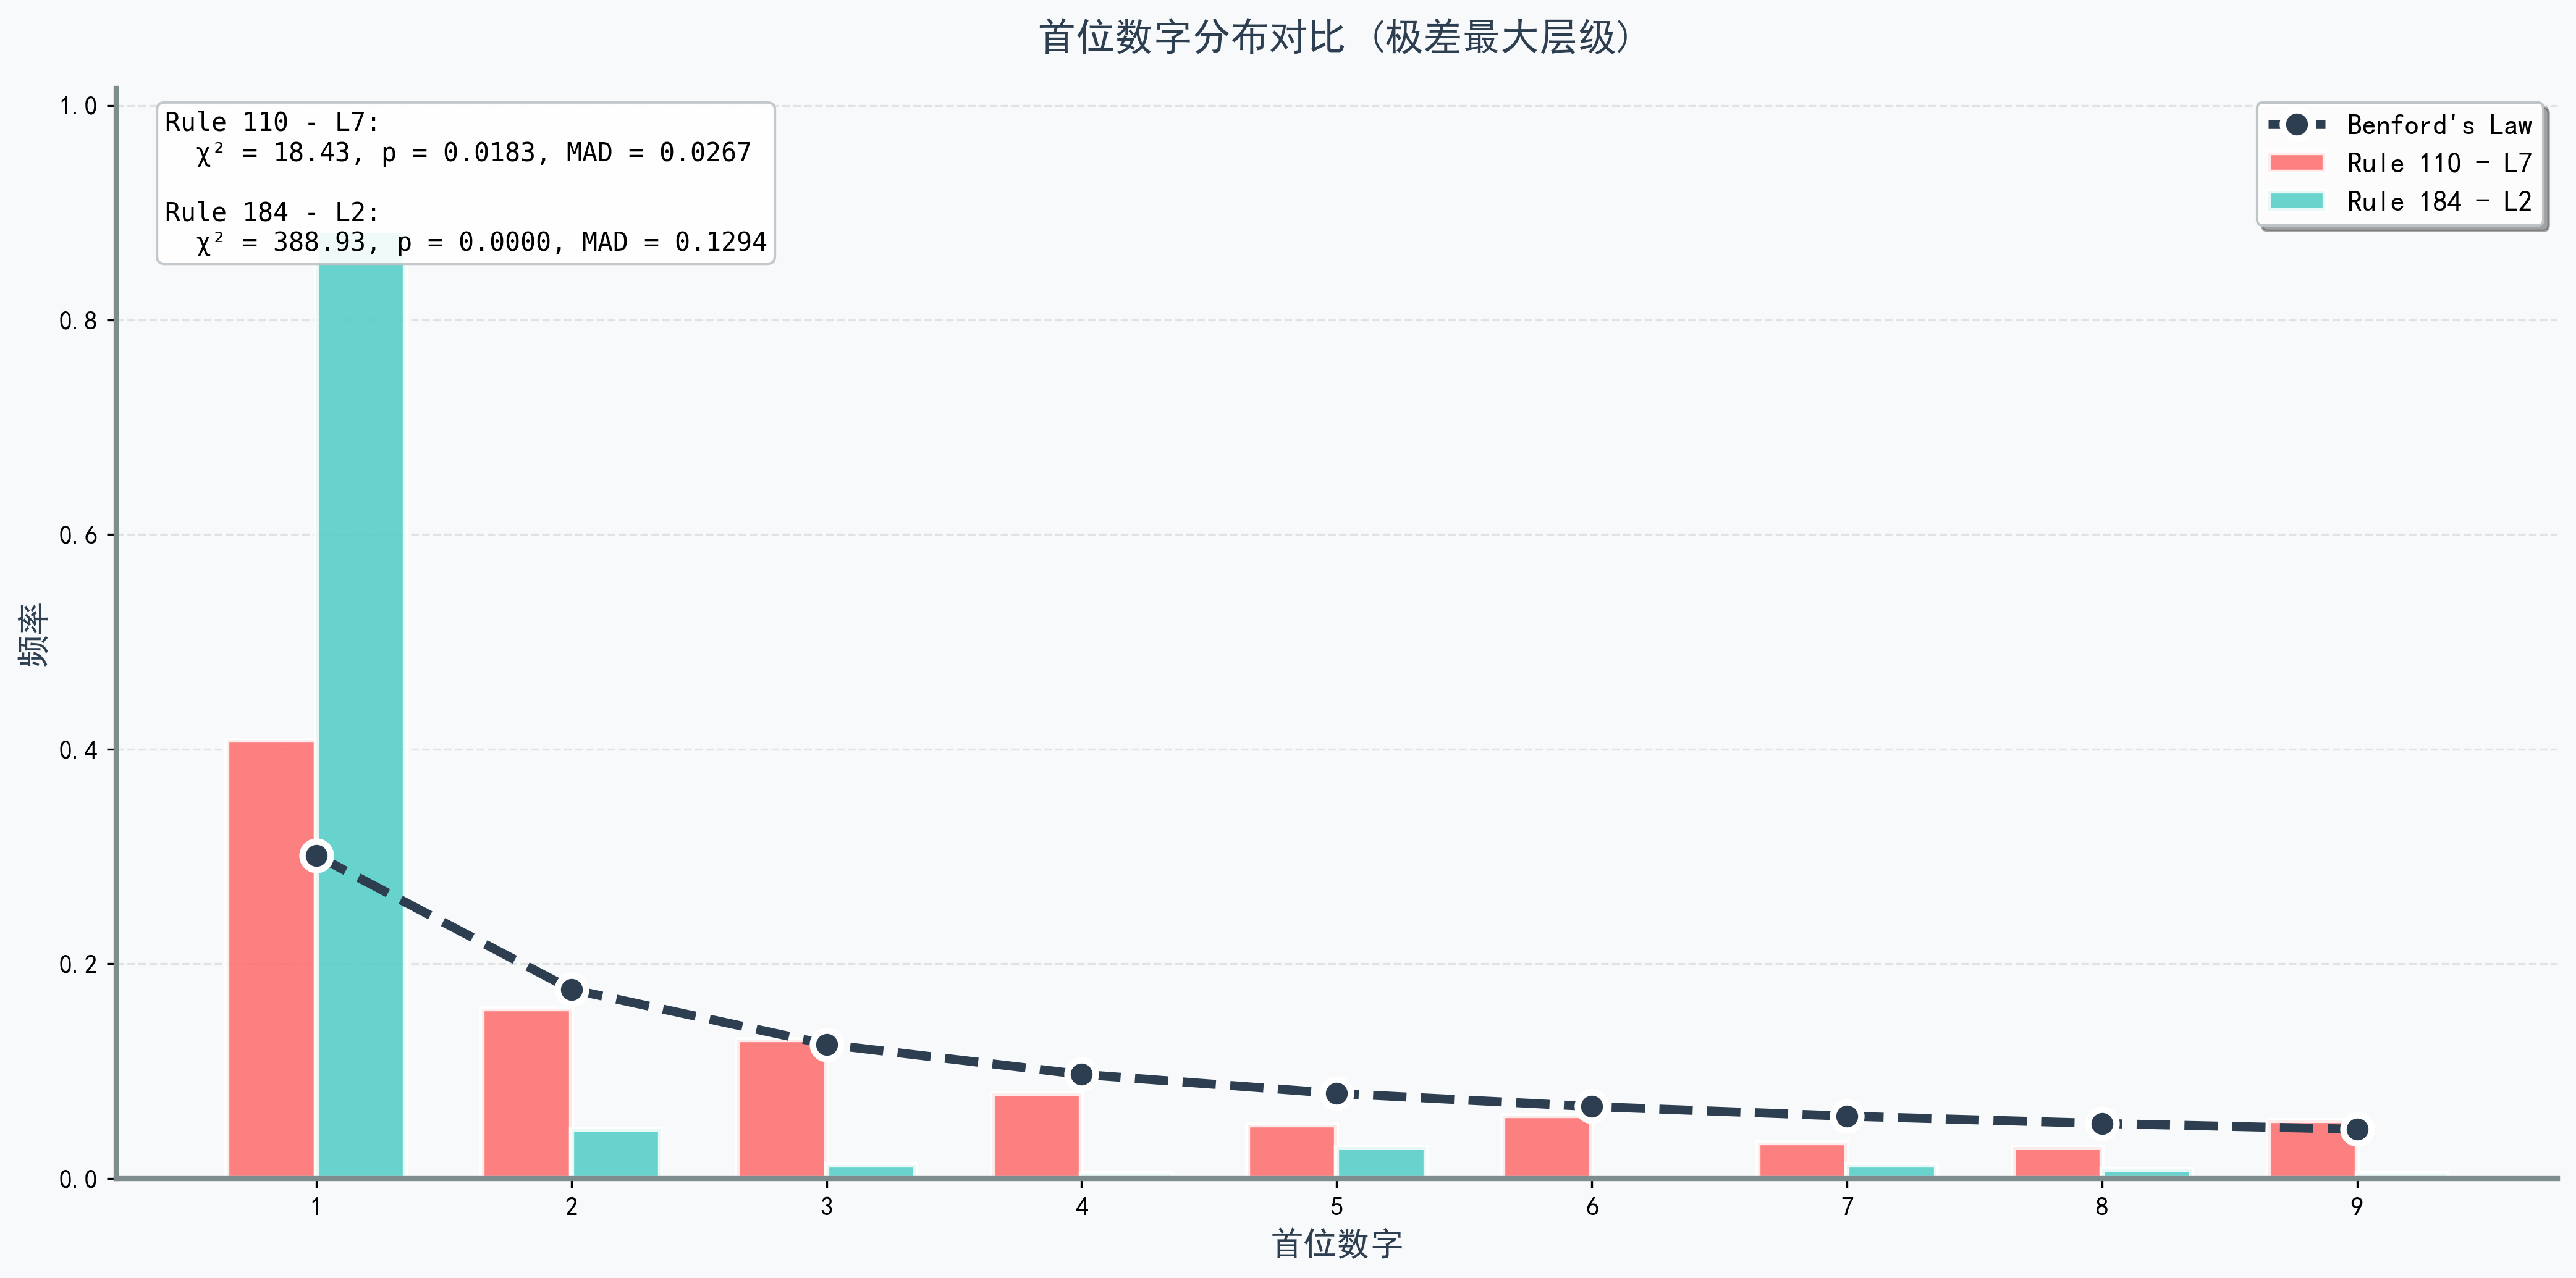 首位数字分布对比 (极差最大层级)
Rule 110 - L7:
χ² = 18.43, p = 0.0183, MAD = 0.0267
Rule 184 - L2:
χ² = 388.93, p = 0.0000, MAD = 0.1294
Benford's Law
Rule 110 - L7
Rule 184 - L2
频率
1.0
0.8
0.6
0.4
0.2
0.0
1 2 3 4 5 6 7 8 9
首位数字